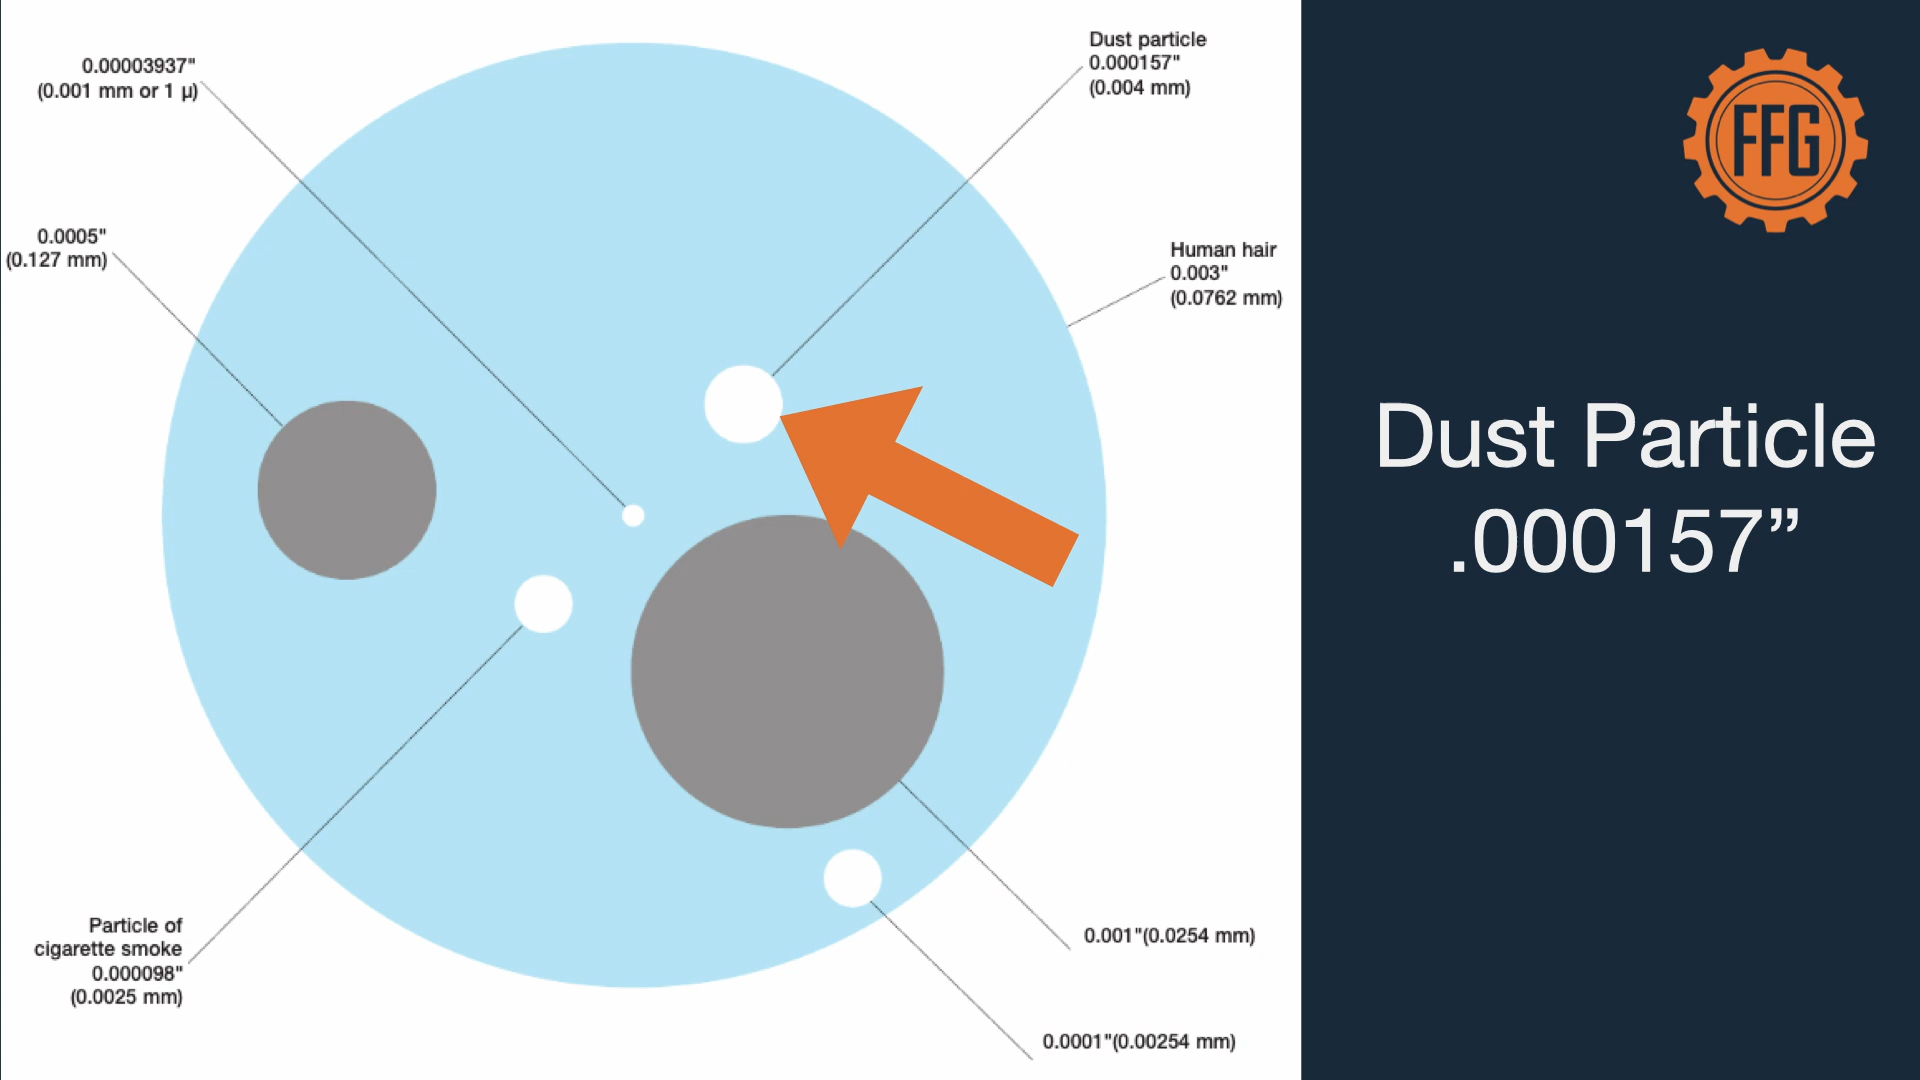 0.00003937"
(0.001 mm or 1 µ)
Dust particle
0.000157"
(0.004 mm)
FFG
0.0005"
(0.127 mm)
Human hair
0.003"
(0.0762 mm)
Dust Particle
.000157”
Particle of
cigarette smoke
0.000098"
(0.0025 mm)
0.001"(0.0254 mm)
0.0001"(0.00254 mm)